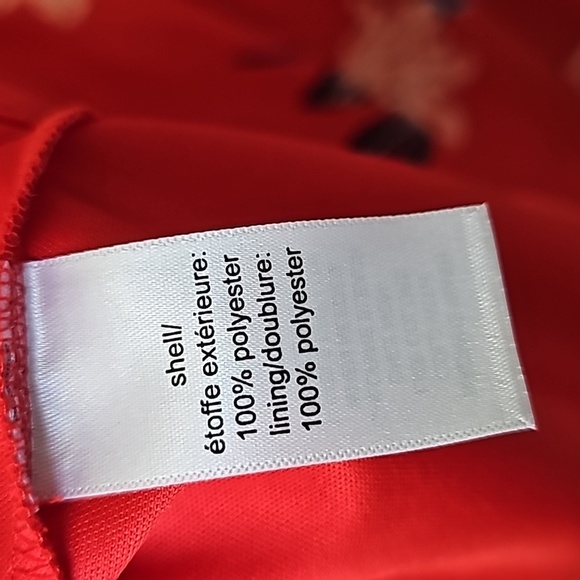 shell/
étoffe extérieure:
100% polyester
lining/doublure:
100% polyester